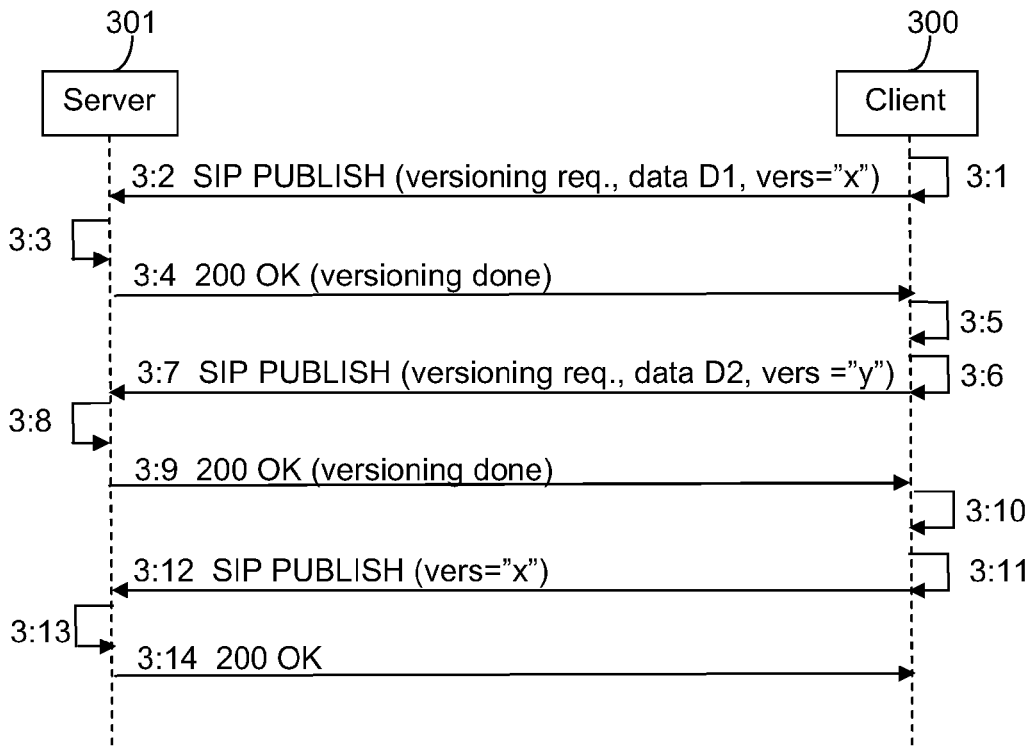 301 300
Server Client
3:2 SIP PUBLISH (versioning req., data D1, vers=”x”) 3:1
3:3
3:4 200 OK (versioning done)
3:5
3:7 SIP PUBLISH (versioning req., data D2, vers =”y”) 3:6
3:8
3:9 200 OK (versioning done)
3:10
3:12 SIP PUBLISH (vers=”x”) 3:11
3:13
3:14 200 OK